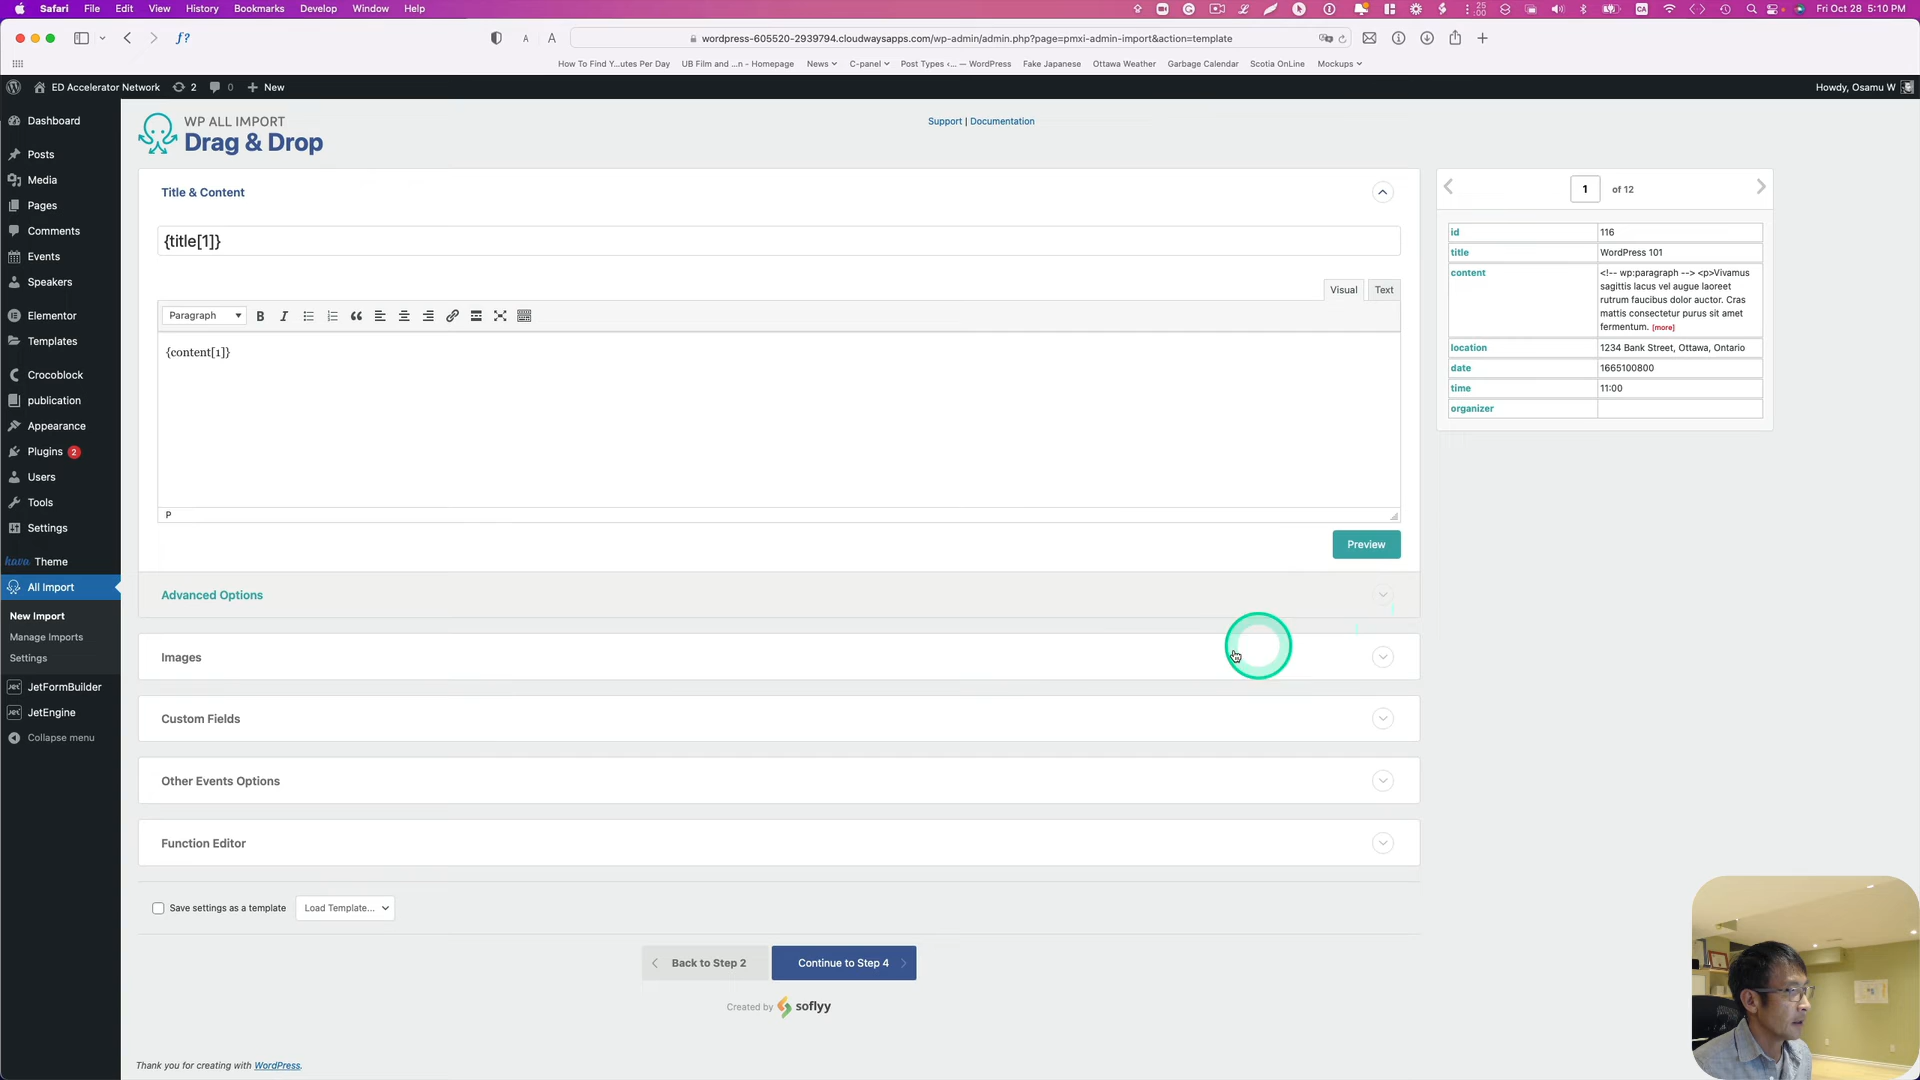 Safari File Edit View History Bookmarks Develop Window Help
25
:00
CA
Fri Oct 28 5:10 PM
ƒ?
A A
wordpress-605520-2939794.cloudwaysapps.com/wp-admin/admin.php?page=pmxi-admin-import&action=template
How To Find Y...utes Per Day UB Film and ...n - Homepage News C-panel Post Types ‹... — WordPress Fake Japanese Ottawa Weather Garbage Calendar Scotia OnLine Mockups
ED Accelerator Network 2 0 + New
Howdy, Osamu W
Dashboard
Posts
Media
Pages
Comments
Events
Speakers
Elementor
Templates
Crocoblock
publication
Appearance
Plugins 2
Users
Tools
Settings
kava Theme
All Import
New Import
Manage Imports
Settings
JetFormBuilder
JetEngine
Collapse menu
WP ALL IMPORT
Drag & Drop
Support | Documentation
Title & Content
{title[1]}
Visual Text
Paragraph B I
{content[1]}
P
Preview
Advanced Options
Images
Custom Fields
Other Events Options
Function Editor
Save settings as a template Load Template...
Back to Step 2 Continue to Step 4
Created by soflyy
Thank you for creating with WordPress.
1 of 12
id 116
title WordPress 101
content <!-- wp:paragraph --> <p>Vivamus
sagittis lacus vel augue laoreet
rutrum faucibus dolor auctor. Cras
mattis consectetur purus sit amet
fermentum. [more]
location 1234 Bank Street, Ottawa, Ontario
date 1665100800
time 11:00
organizer